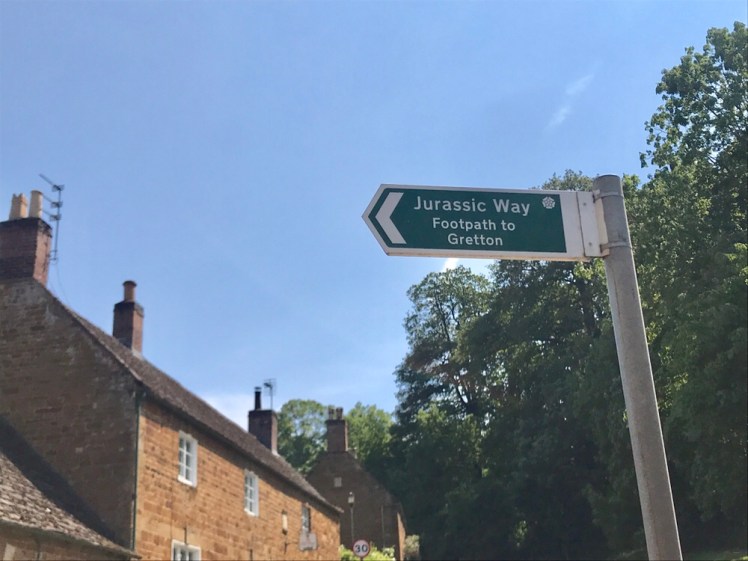 Jurassic Way
Footpath to
Gretton
30